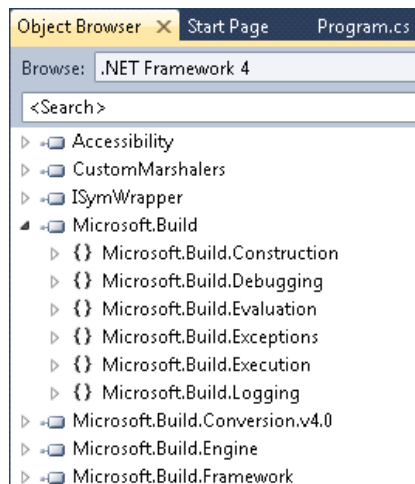 Object Browser Start Page Program.cs
Browse: .NET Framework 4
<Search>
Accessibility
CustomMarshalers
ISymWrapper
Microsoft.Build
{} Microsoft.Build.Construction
{} Microsoft.Build.Debugging
{} Microsoft.Build.Evaluation
{} Microsoft.Build.Exceptions
{} Microsoft.Build.Execution
{} Microsoft.Build.Logging
Microsoft.Build.Conversion.v4.0
Microsoft.Build.Engine
Microsoft.Build.Framework